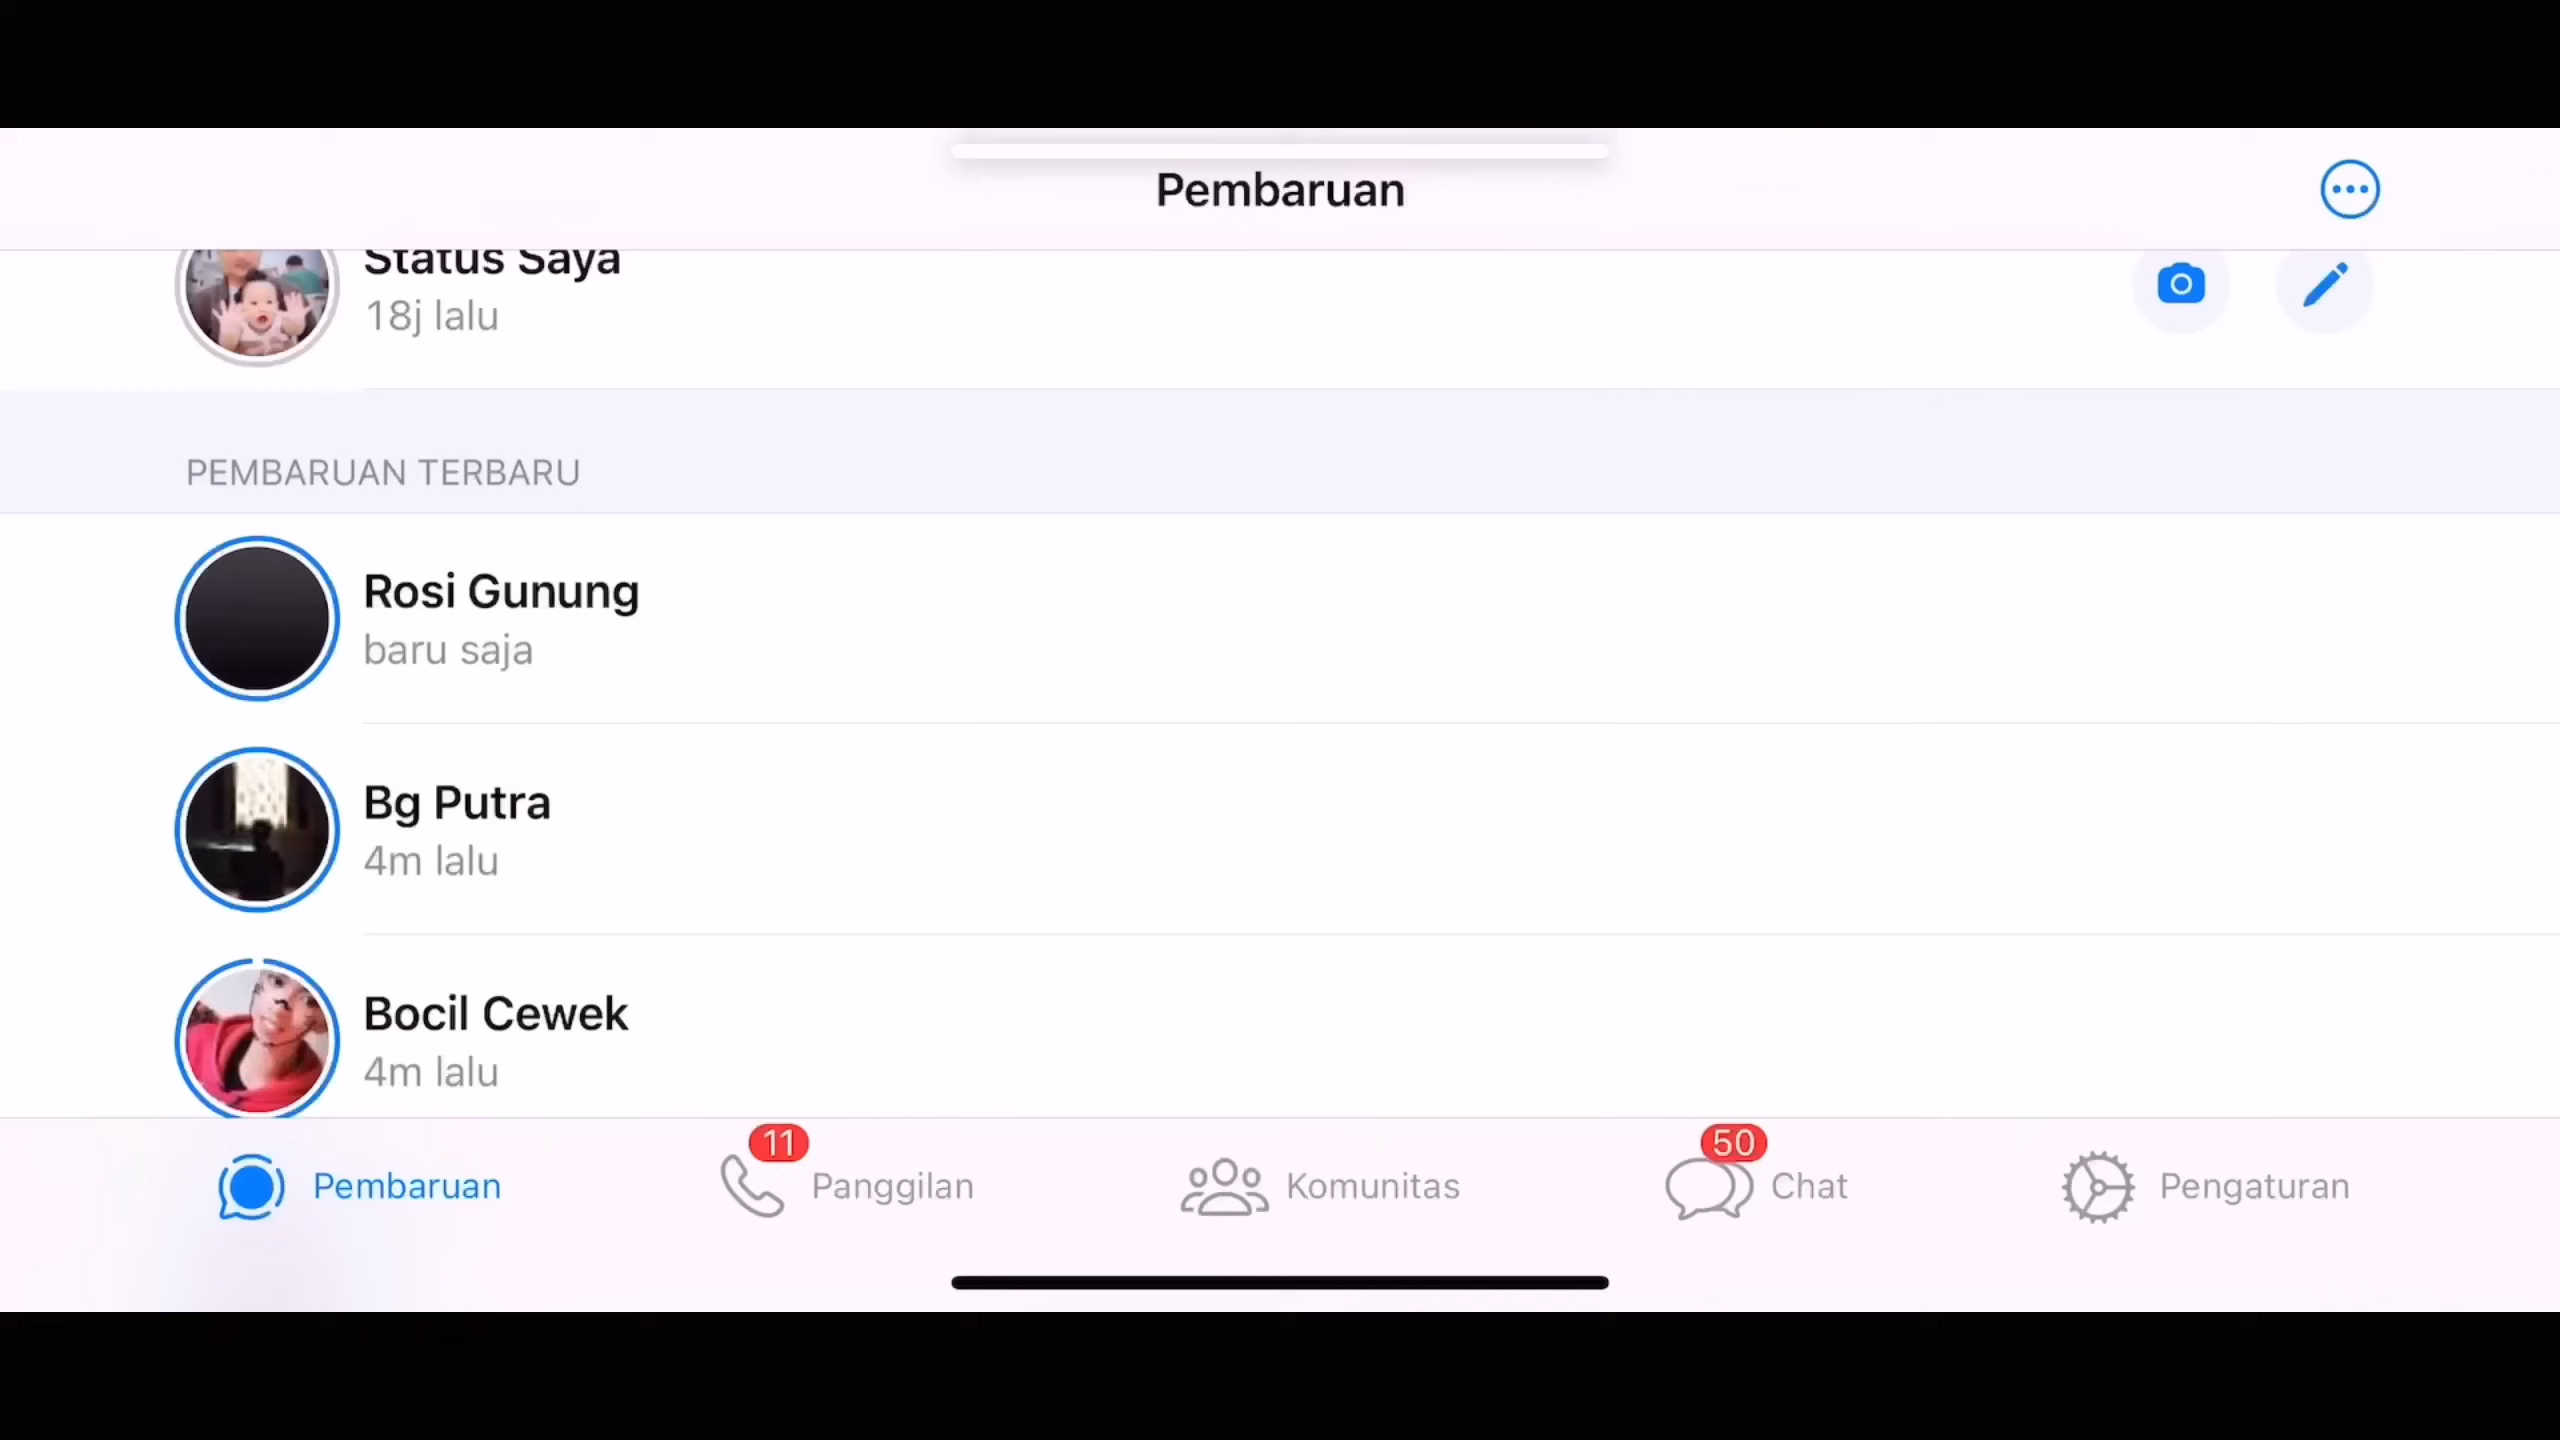 Pembaruan
Status Saya
18j lalu
PEMBARUAN TERBARU
Rosi Gunung
baru saja
Bg Putra
4m lalu
Bocil Cewek
4m lalu
Pembaruan
11
Panggilan
Komunitas
50
Chat
Pengaturan